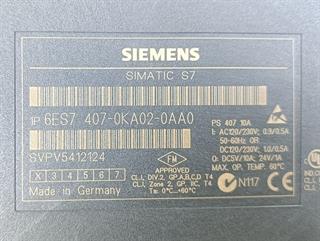 SIEMENS
SIMATIC S7
1P 6ES7 407-0KA02-0AA0
SVPV5412124
X 3 4 5 6 7
Made in Germany
FM
APPROVED
CL.I, DIV.2, GP.A,B,C,D T4
CL.I, Zone 2, GP. IIC, T4
Ta: 0°C...+60°C
PS 407 10A
I: AC120/230V; 0.9/0.5A
50-60Hz OR
DC120/230V; 1.0/0.5A
O: DC5V/10A; 24V/1A
MAX. OP. TEMP. 60°C
N117
UL